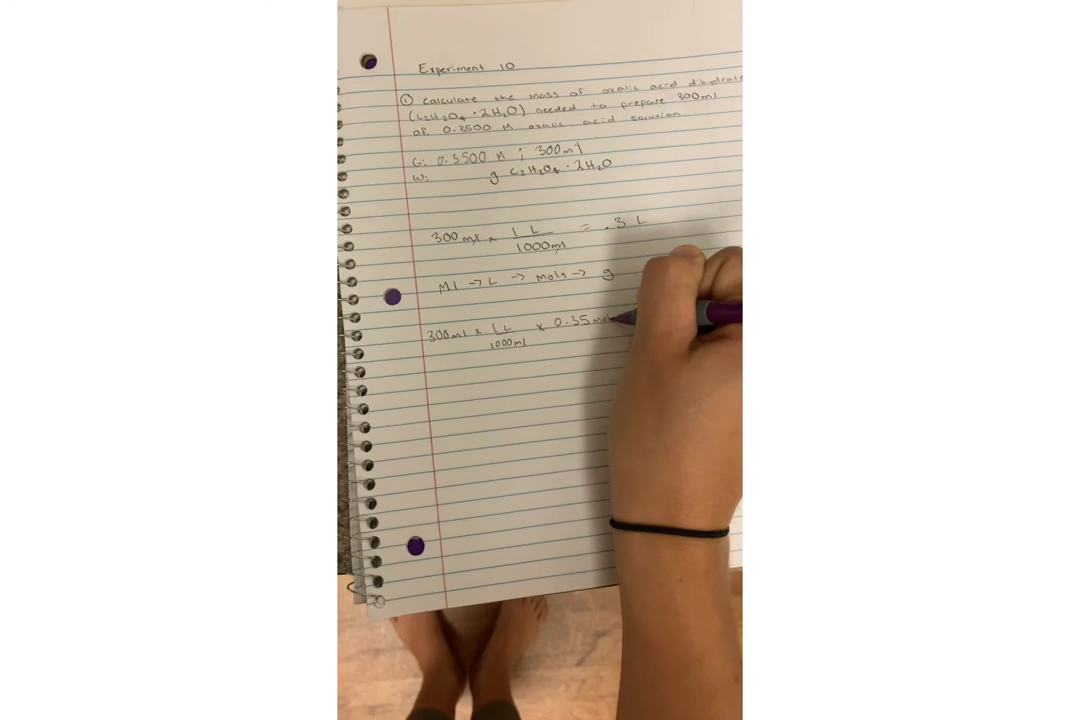 Experiment 10
① Calculate the mass of oxalic acid dihydrate
(C₂H₂O₄ · 2H₂O) needed to prepare 300ml
of 0.3500 M oxalic acid solution
G: 0.3500 M ; 300ml
W: g C₂H₂O₄ · 2H₂O
300 ml × 1 L / 1000ml = .3 L
Ml → L → mols → g
300ml × 1 L / 1000ml × 0.35 mol